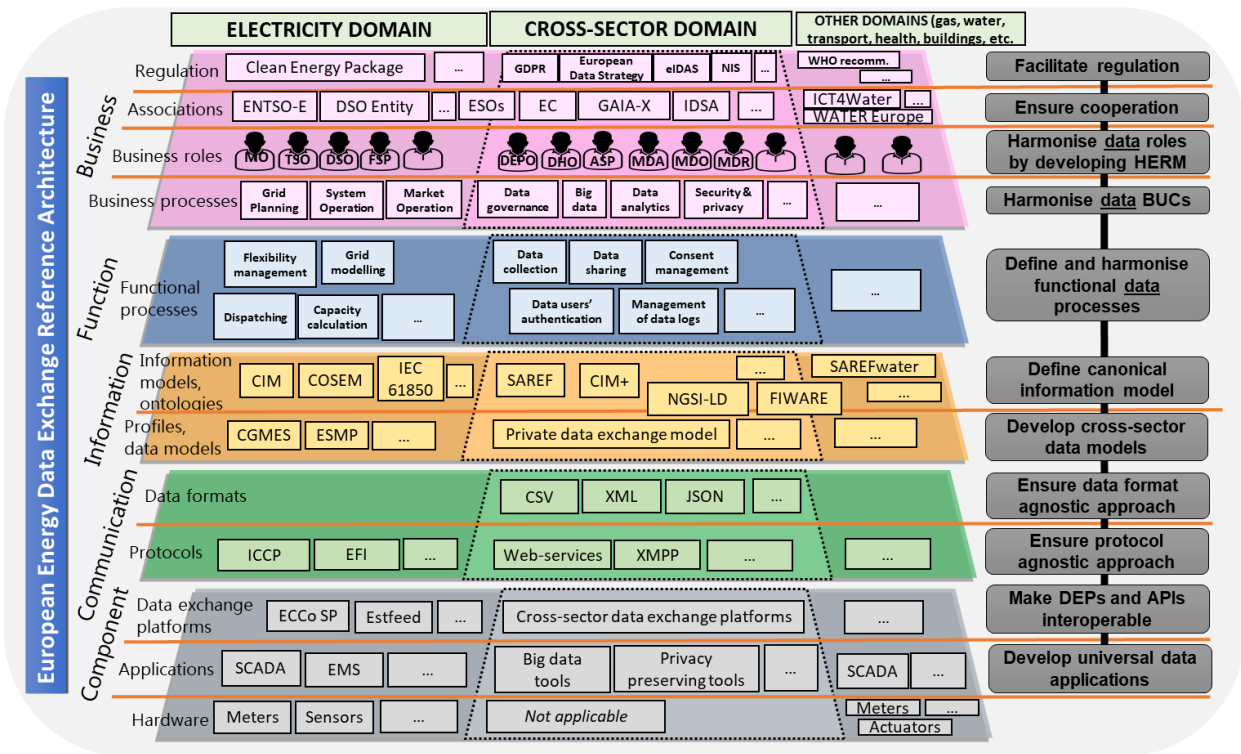 European Energy Data Exchange Reference Architecture
ELECTRICITY DOMAIN
CROSS-SECTOR DOMAIN
OTHER DOMAINS (gas, water,
transport, health, buildings, etc.
Business
Regulation
Clean Energy Package
...
GDPR
European
Data Strategy
eIDAS
NIS
...
WHO recomm.
...
Facilitate regulation
Associations
ENTSO-E
DSO Entity
...
ESOs
EC
GAIA-X
IDSA
...
ICT4Water
...
WATER Europe
Ensure cooperation
Business roles
MO
TSO
DSO
FSP
DEPO
DHO
ASP
MDA
MDO
MDR
Harmonise data roles
by developing HERM
Business processes
Grid
Planning
System
Operation
Market
Operation
Data
governance
Big
data
Data
analytics
Security &
privacy
...
...
Harmonise data BUCs
Function
Functional
processes
Flexibility
management
Grid
modelling
Dispatching
Capacity
calculation
...
Data
collection
Data
sharing
Consent
management
Data users’
authentication
Management
of data logs
...
...
Define and harmonise
functional data
processes
Information
Information
models,
ontologies
CIM
COSEM
IEC
61850
...
SAREF
CIM+
NGSI-LD
...
FIWARE
SAREFwater
...
Define canonical
information model
Profiles,
data models
CGMES
ESMP
...
Private data exchange model
...
...
Develop cross-sector
data models
Communication
Data formats
CSV
XML
JSON
...
Ensure data format
agnostic approach
Protocols
ICCP
EFI
...
Web-services
XMPP
...
...
Ensure protocol
agnostic approach
Component
Data exchange
platforms
ECCo SP
Estfeed
...
Cross-sector data exchange platforms
...
Make DEPs and APIs
interoperable
Applications
SCADA
EMS
...
Big data
tools
Privacy
preserving tools
...
SCADA
...
Develop universal data
applications
Hardware
Meters
Sensors
...
Not applicable
Meters
...
Actuators